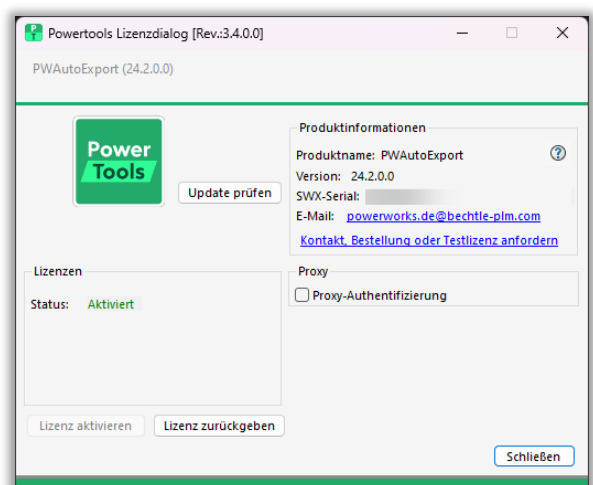 Powertools Lizenzdialog [Rev.:3.4.0.0]
PWAutoExport (24.2.0.0)
Power
Tools
Update prüfen
Produktinformationen
Produktname: PWAutoExport
Version: 24.2.0.0
SWX-Serial:
E-Mail: powerworks.de@bechtle-plm.com
Kontakt, Bestellung oder Testlizenz anfordern
Lizenzen
Status: Aktiviert
Proxy
Proxy-Authentifizierung
Lizenz aktivieren
Lizenz zurückgeben
Schließen